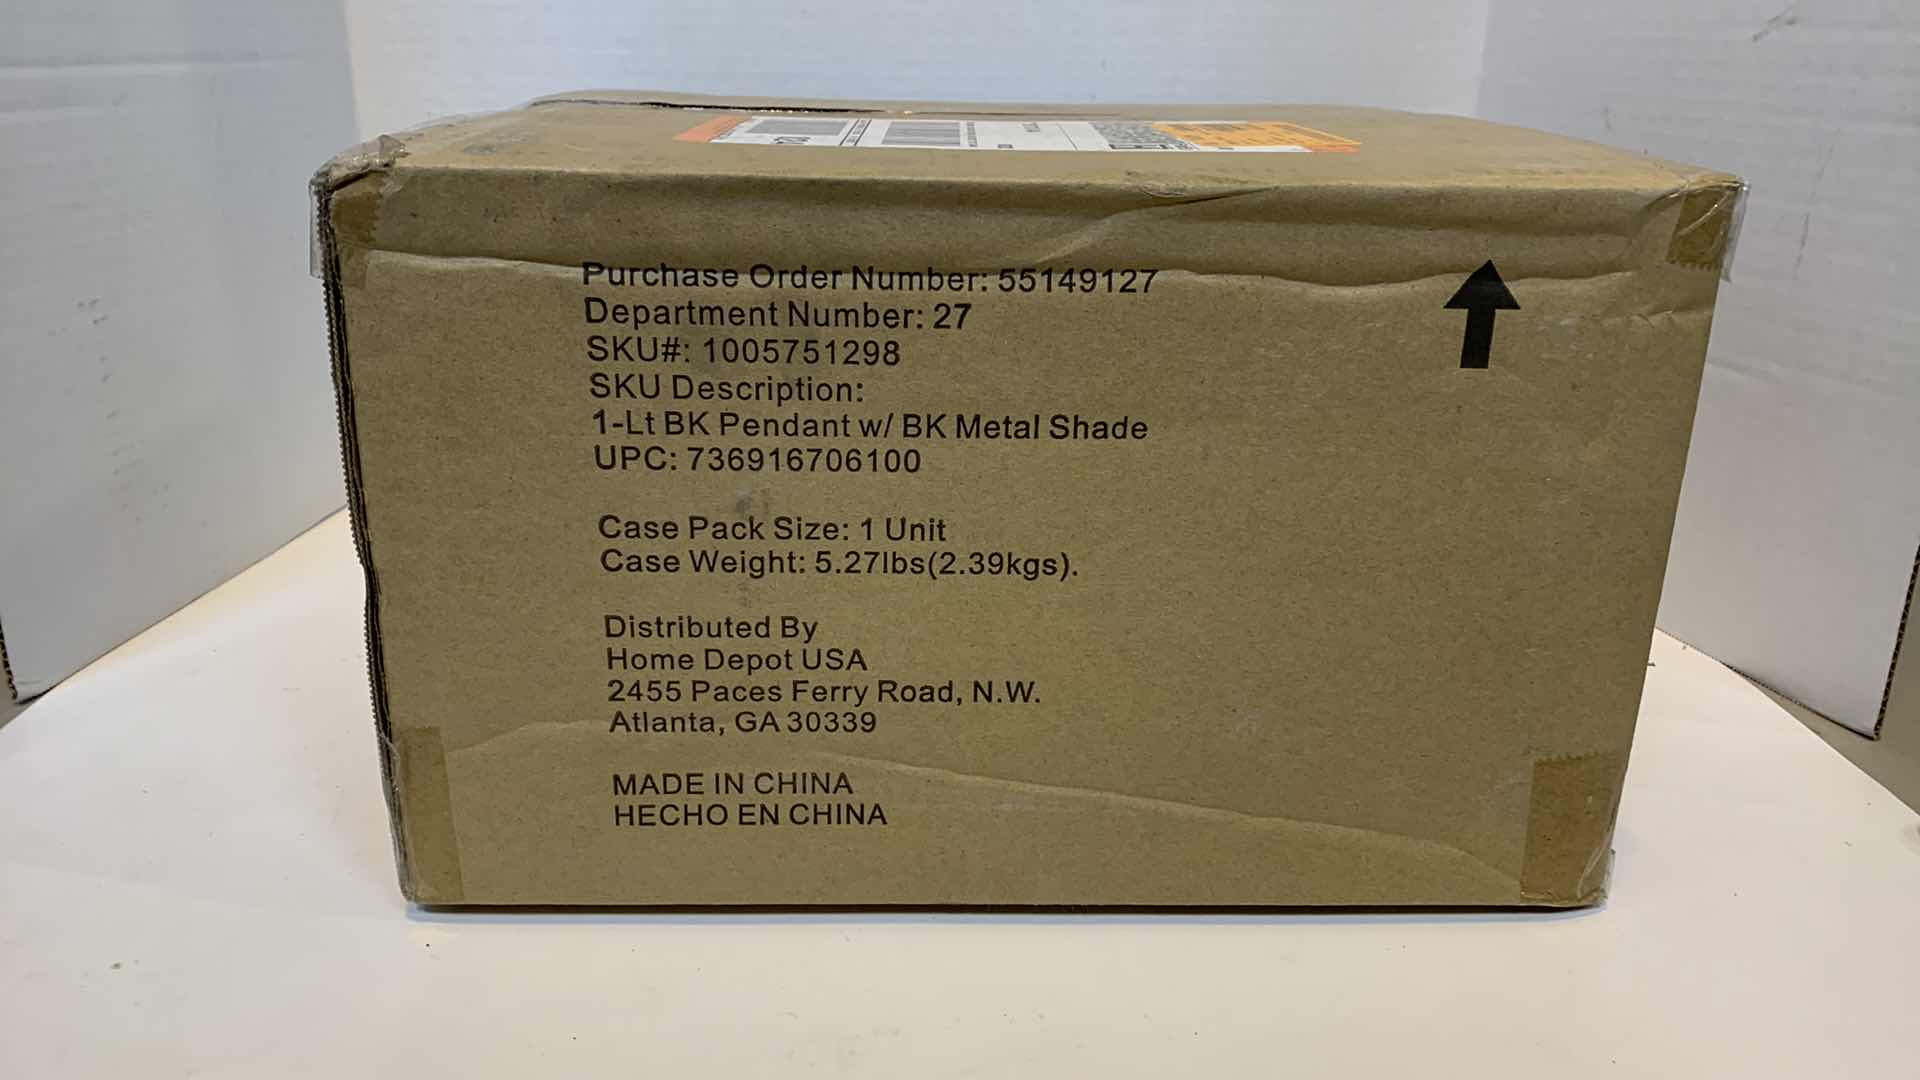 Purchase Order Number: 55149127
Department Number: 27
SKU#: 1005751298
SKU Description:
1-Lt BK Pendant w/ BK Metal Shade
UPC: 736916706100
Case Pack Size: 1 Unit
Case Weight: 5.27lbs(2.39kgs).
Distributed By
Home Depot USA
2455 Paces Ferry Road, N.W.
Atlanta, GA 30339
MADE IN CHINA
HECHO EN CHINA